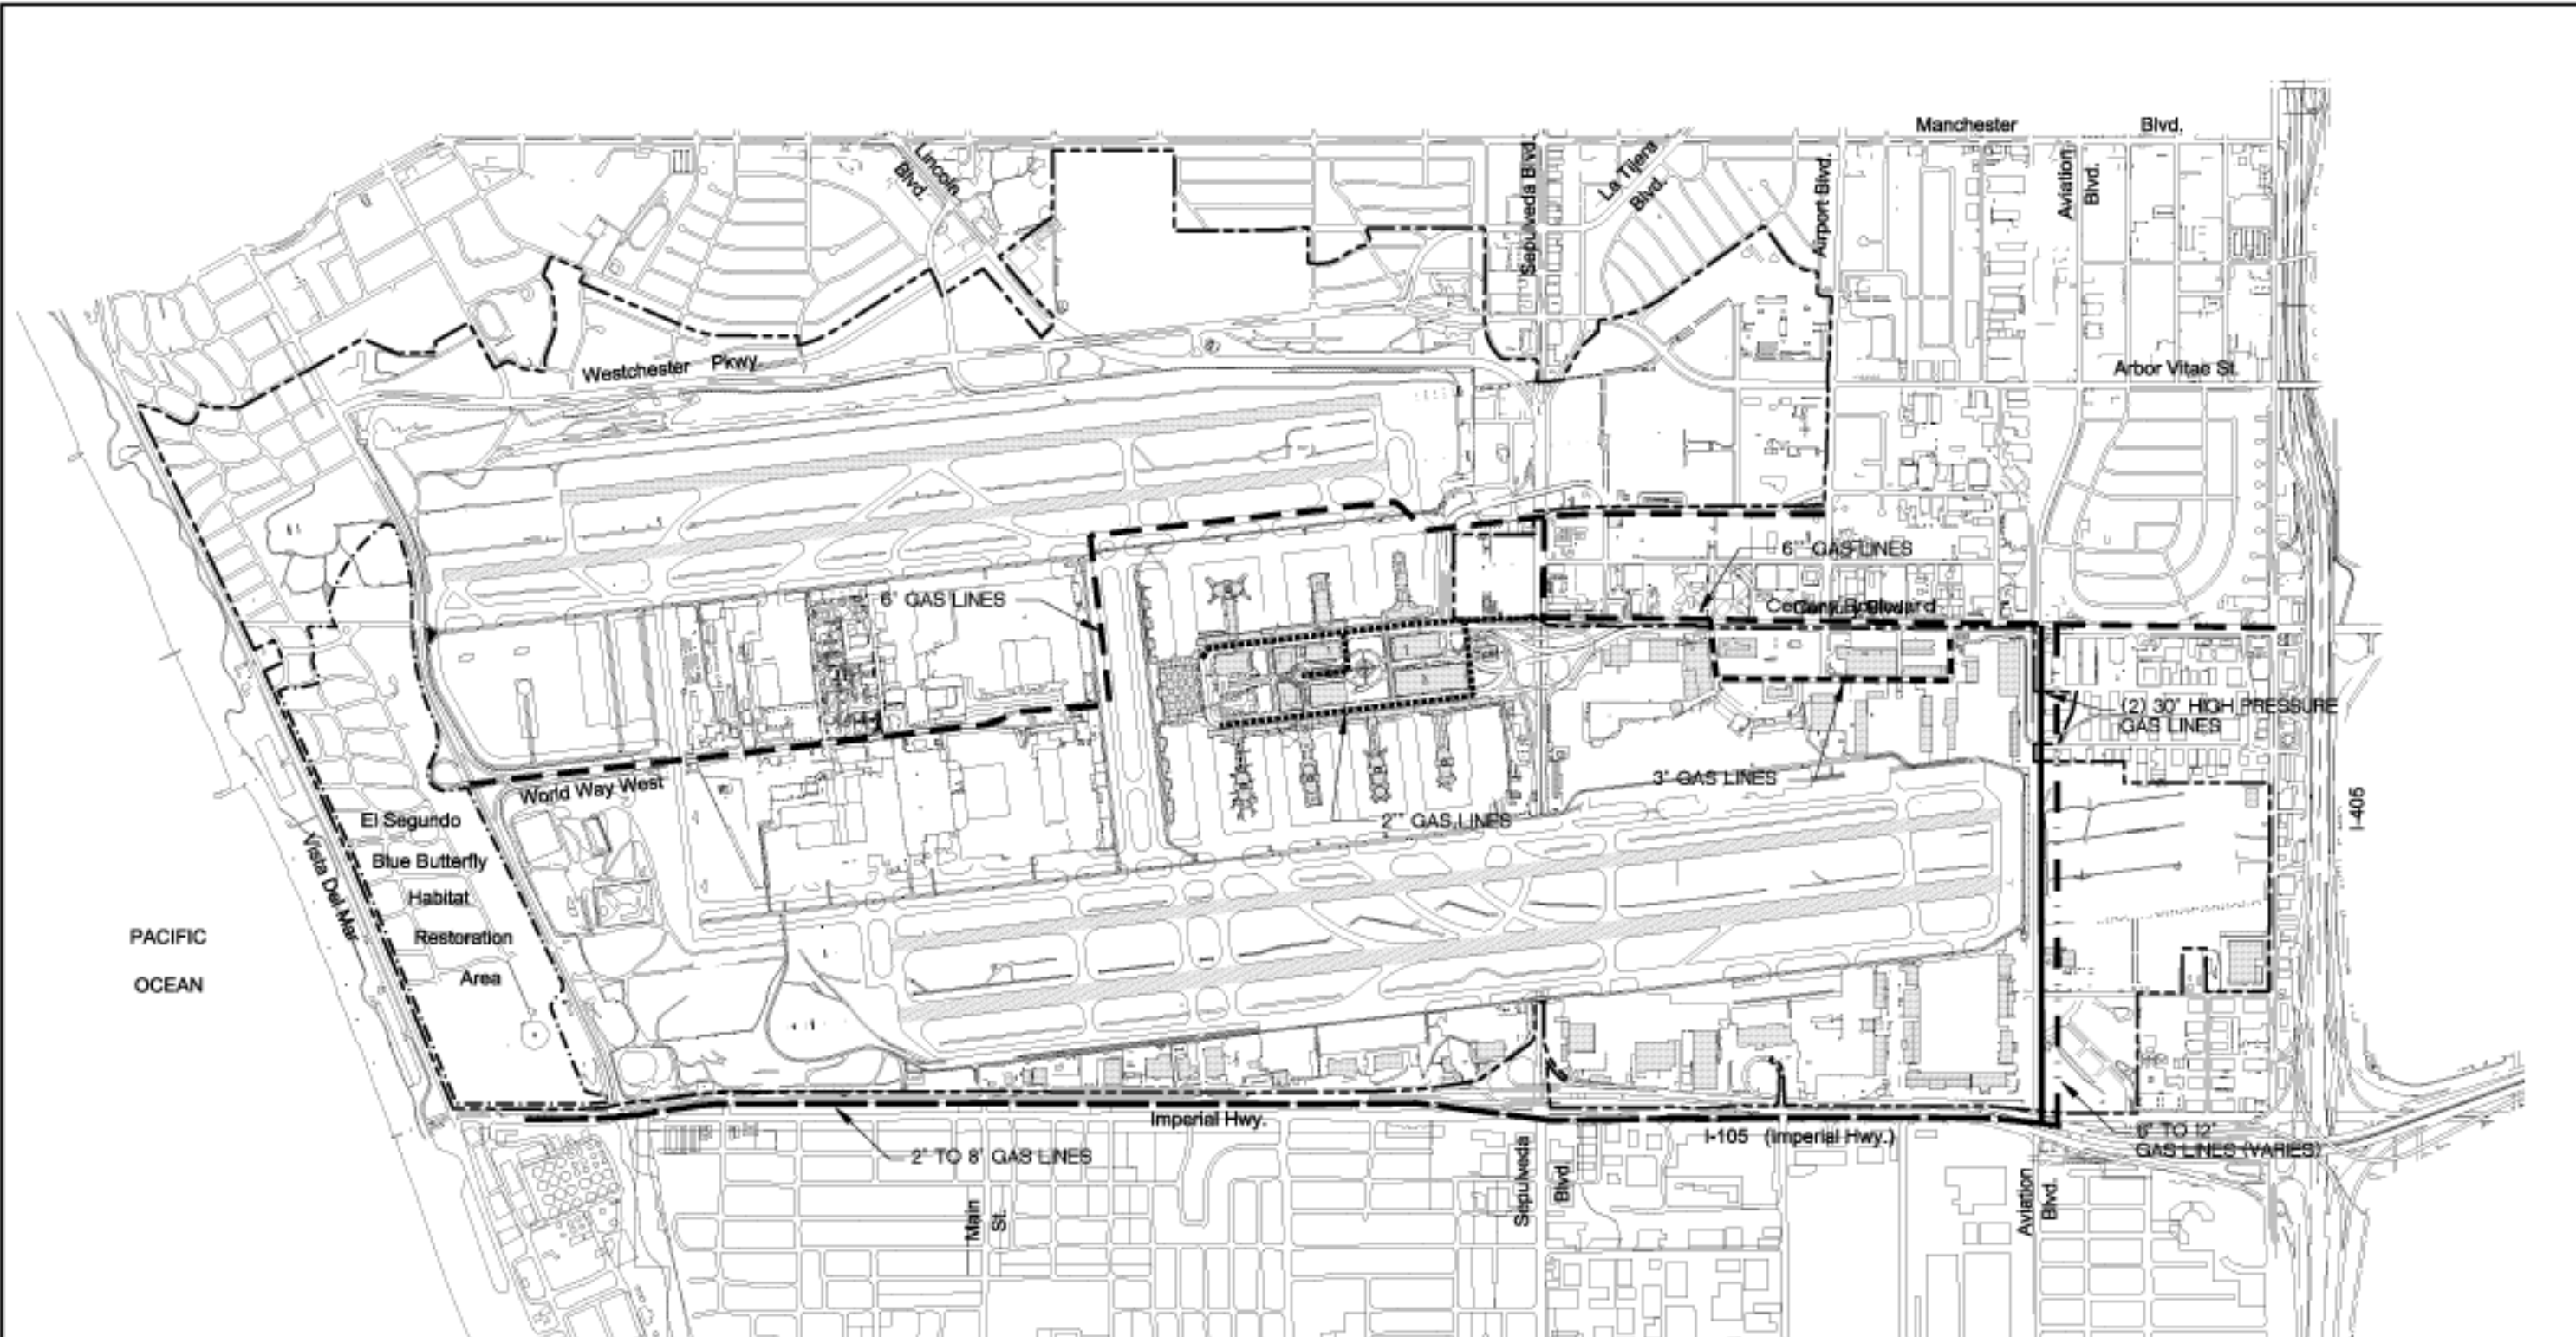 Manchester Blvd.
Lincoln
Blvd.
Sepulveda Blvd.
La Tijera
Blvd.
Airport Blvd.
Aviation
Blvd.
Westchester Pkwy.
Arbor Vitae St.
6" GAS LINES
6" GAS LINES
Century Boulevard
(2) 30" HIGH PRESSURE
GAS LINES
World Way West
3" GAS LINES
2" GAS LINES
I-405
El Segundo
Blue Butterfly
Habitat
Restoration
Area
Vista Del Mar
PACIFIC
OCEAN
Imperial Hwy.
I-105 (Imperial Hwy.)
2" TO 8" GAS LINES
6" TO 12"
GAS LINES (VARIES)
Main
St.
Sepulveda
Blvd.
Aviation
Blvd.